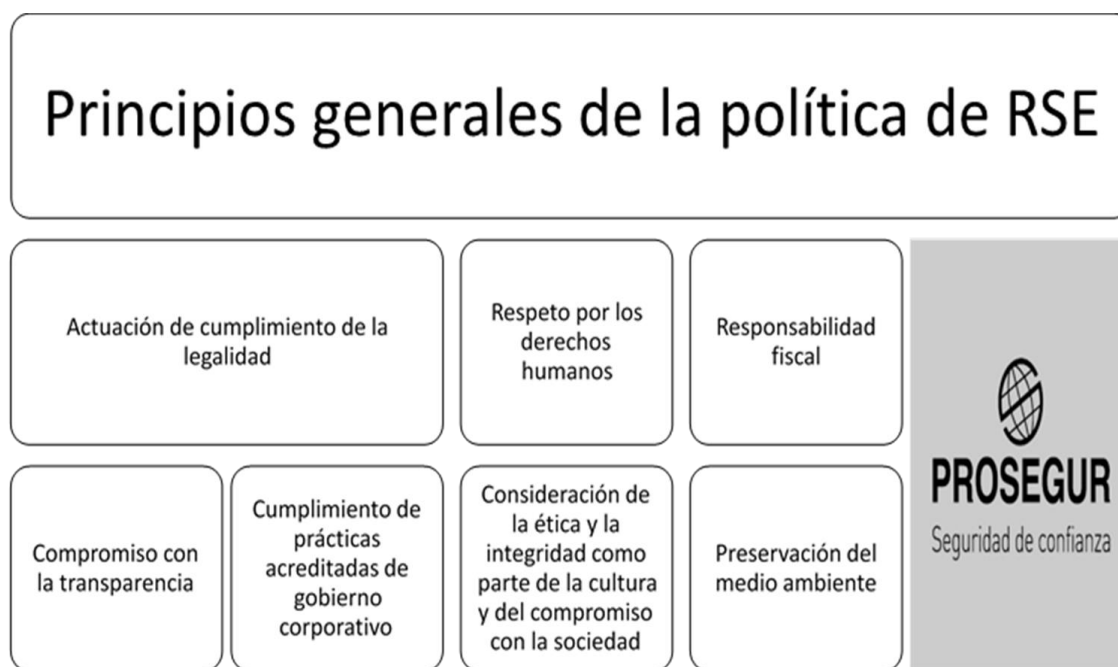 Principios generales de la política de RSE
Actuación de cumplimiento de la
legalidad
Respeto por los
derechos
humanos
Responsabilidad
fiscal
Compromiso con
la transparencia
Cumplimiento de
prácticas
acreditadas de
gobierno
corporativo
Consideración de
la ética y la
integridad como
parte de la cultura
y del compromiso
con la sociedad
Preservación del
medio ambiente
PROSEGUR
Seguridad de confianza